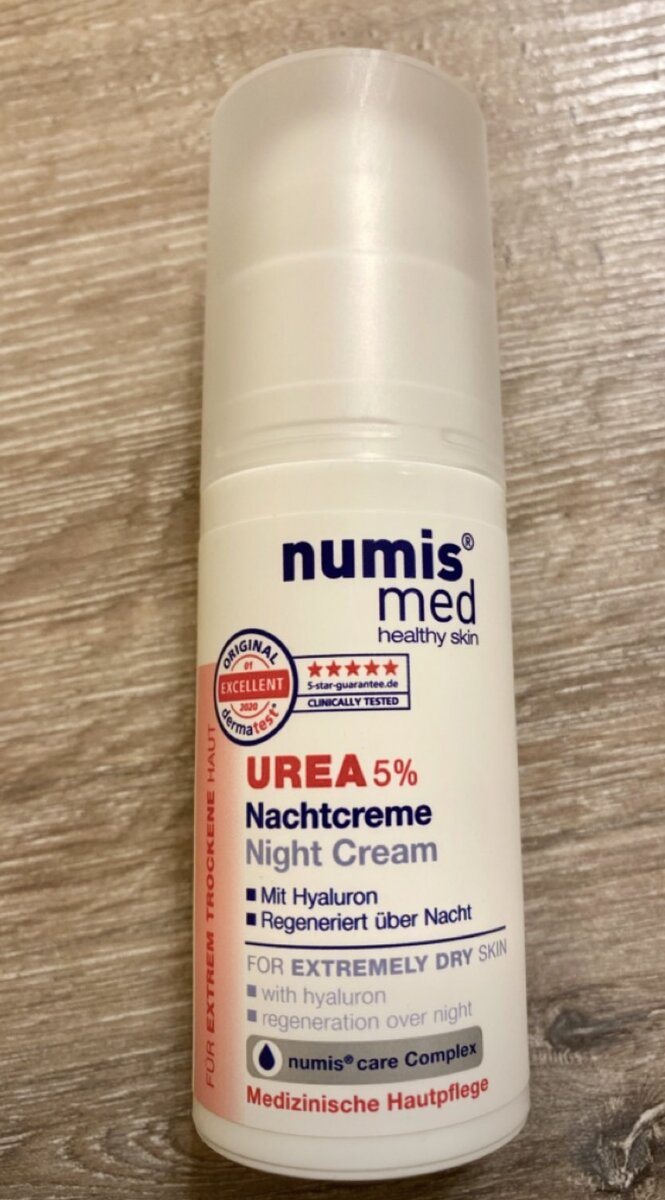 numis®
med
healthy skin
ORIGINAL
01
EXCELLENT
2020
dermatest®
5-star-guarantee.de
CLINICALLY TESTED
FÜR EXTREM TROCKENE HAUT
UREA 5%
Nachtcreme
Night Cream
Mit Hyaluron
Regeneriert über Nacht
FOR EXTREMELY DRY SKIN
with hyaluron
regeneration over night
numis® care Complex
Medizinische Hautpflege